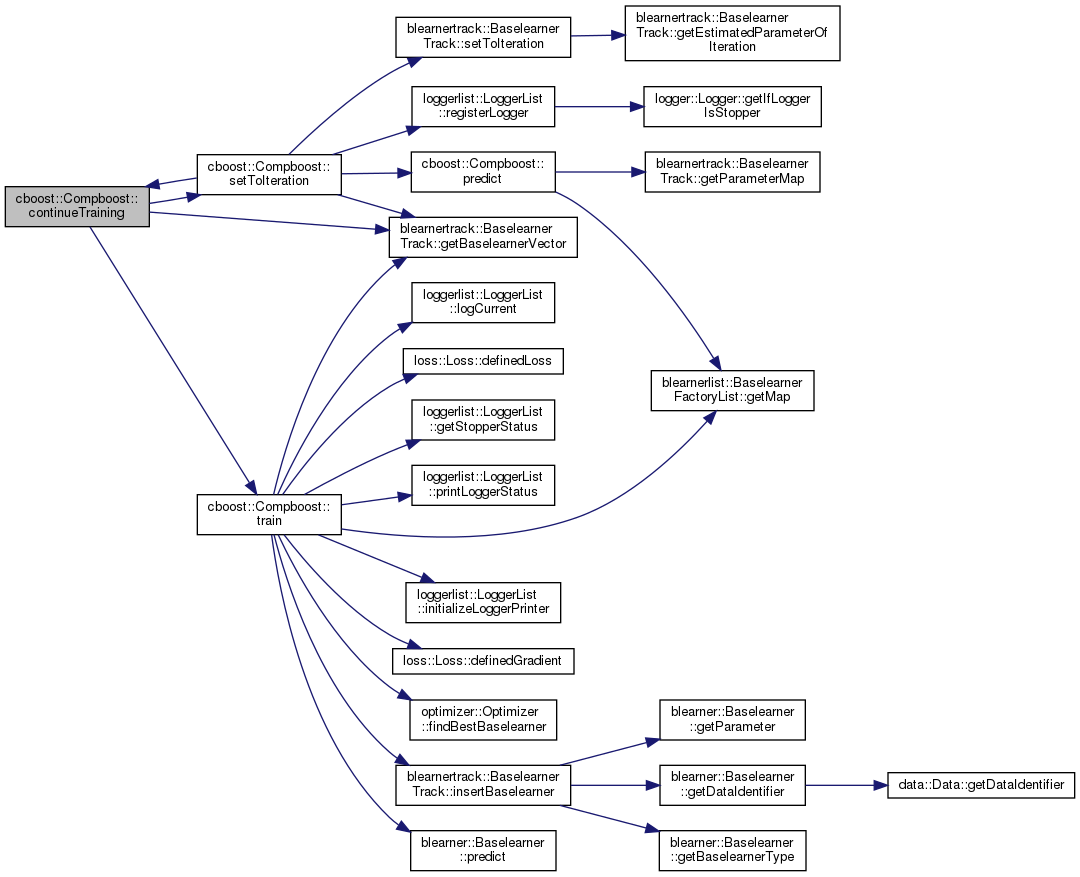 blearnertrack::Baselearner
Track::setToIteration
blearnertrack::Baselearner
Track::getEstimatedParameterOf
Iteration
loggerlist::LoggerList
::registerLogger
logger::Logger::getIfLogger
IsStopper
cboost::Compboost::
setToIteration
cboost::Compboost::
predict
blearnertrack::Baselearner
Track::getParameterMap
cboost::Compboost::
continueTraining
blearnertrack::Baselearner
Track::getBaselearnerVector
loggerlist::LoggerList
::logCurrent
loss::Loss::definedLoss
blearnerlist::Baselearner
FactoryList::getMap
loggerlist::LoggerList
::getStopperStatus
loggerlist::LoggerList
::printLoggerStatus
cboost::Compboost::
train
loggerlist::LoggerList
::initializeLoggerPrinter
loss::Loss::definedGradient
optimizer::Optimizer
::findBestBaselearner
blearner::Baselearner
::getParameter
blearnertrack::Baselearner
Track::insertBaselearner
blearner::Baselearner
::getDataIdentifier
data::Data::getDataIdentifier
blearner::Baselearner
::predict
blearner::Baselearner
::getBaselearnerType